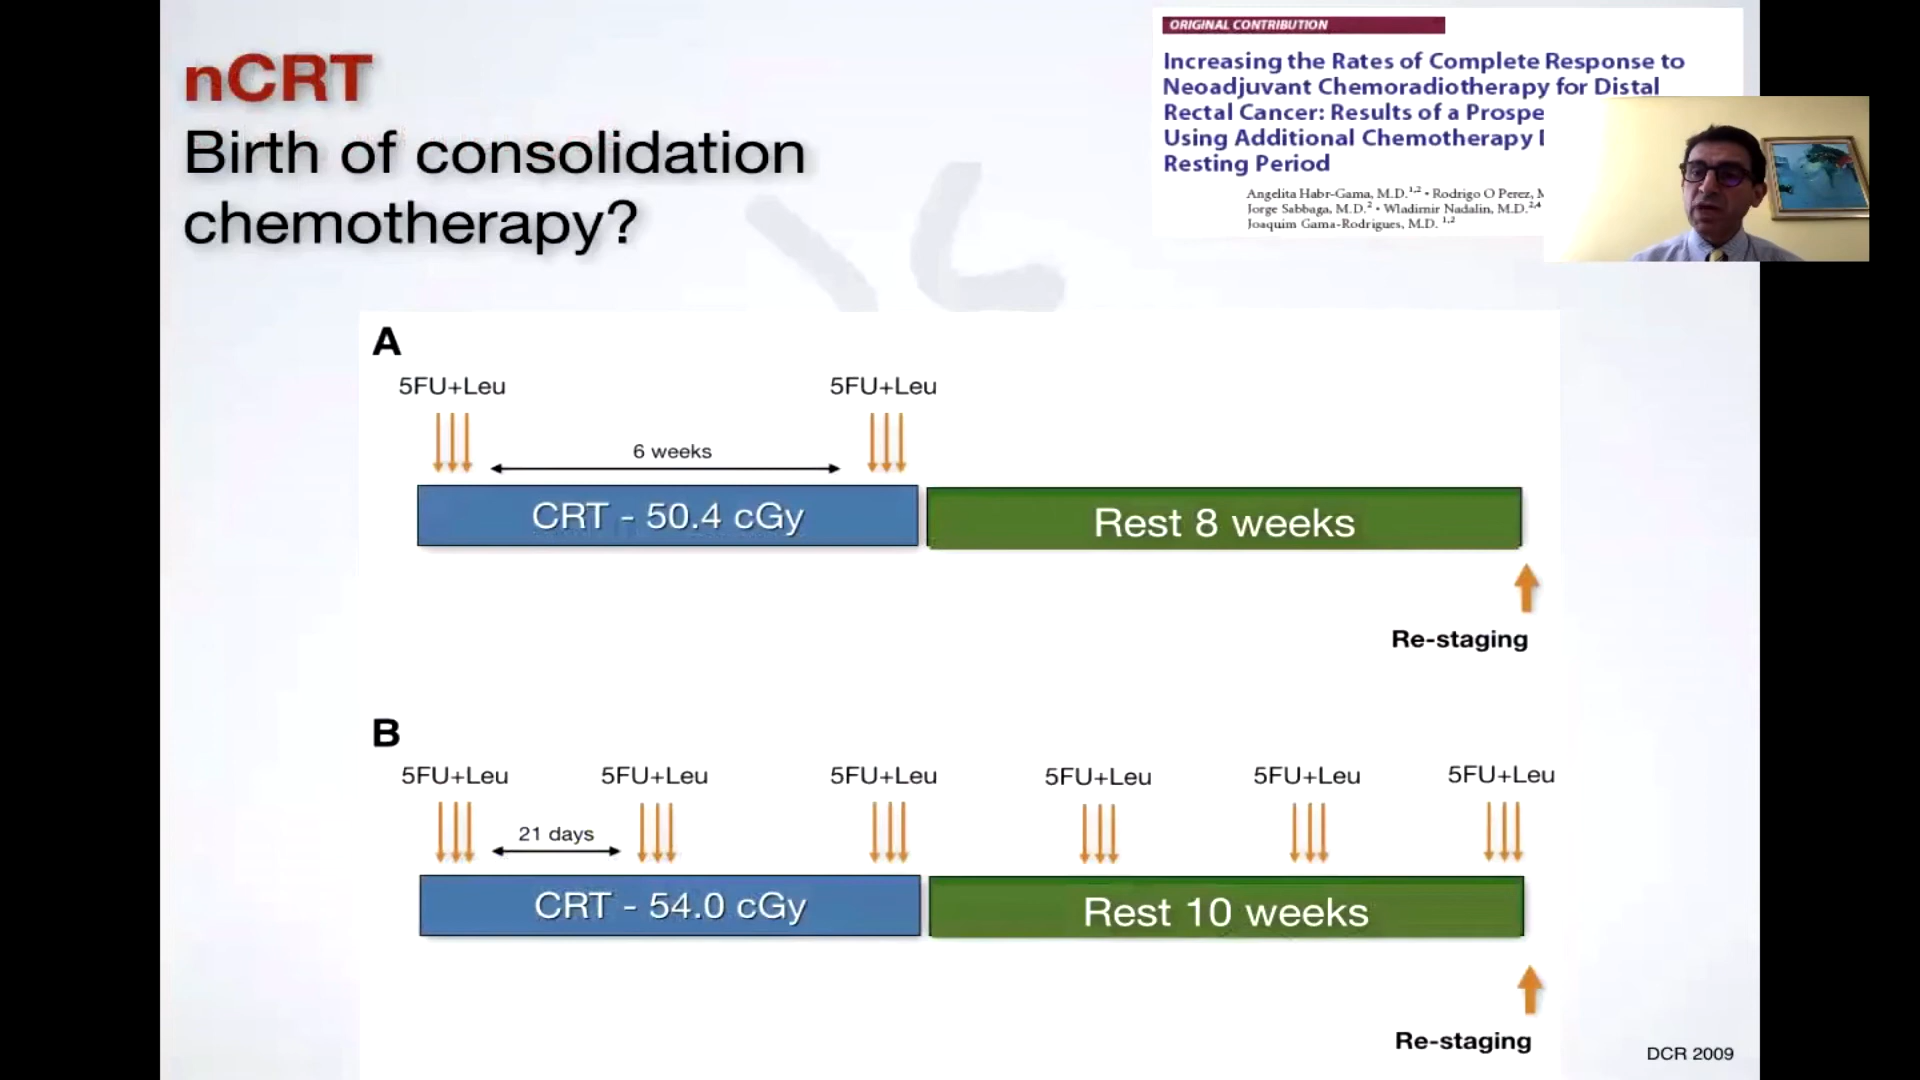 nCRT
Birth of consolidation
chemotherapy?
ORIGINAL CONTRIBUTION
Increasing the Rates of Complete Response to
Neoadjuvant Chemoradiotherapy for Distal
Rectal Cancer: Results of a
Using Additional Chemotherapy
Resting Period
Angelita Habr-Gama, M.D.1,2 • Rodrigo O Perez,
Jorge Sabbaga, M.D.2 • Wladimir Nadalin, M.D.2,4
Joaquim Gama-Rodrigues, M.D. 1,2
A
5FU+Leu 5FU+Leu
6 weeks
CRT - 50.4 cGy Rest 8 weeks
Re-staging
B
5FU+Leu 5FU+Leu 5FU+Leu 5FU+Leu 5FU+Leu 5FU+Leu
21 days
CRT - 54.0 cGy Rest 10 weeks
Re-staging
DCR 2009